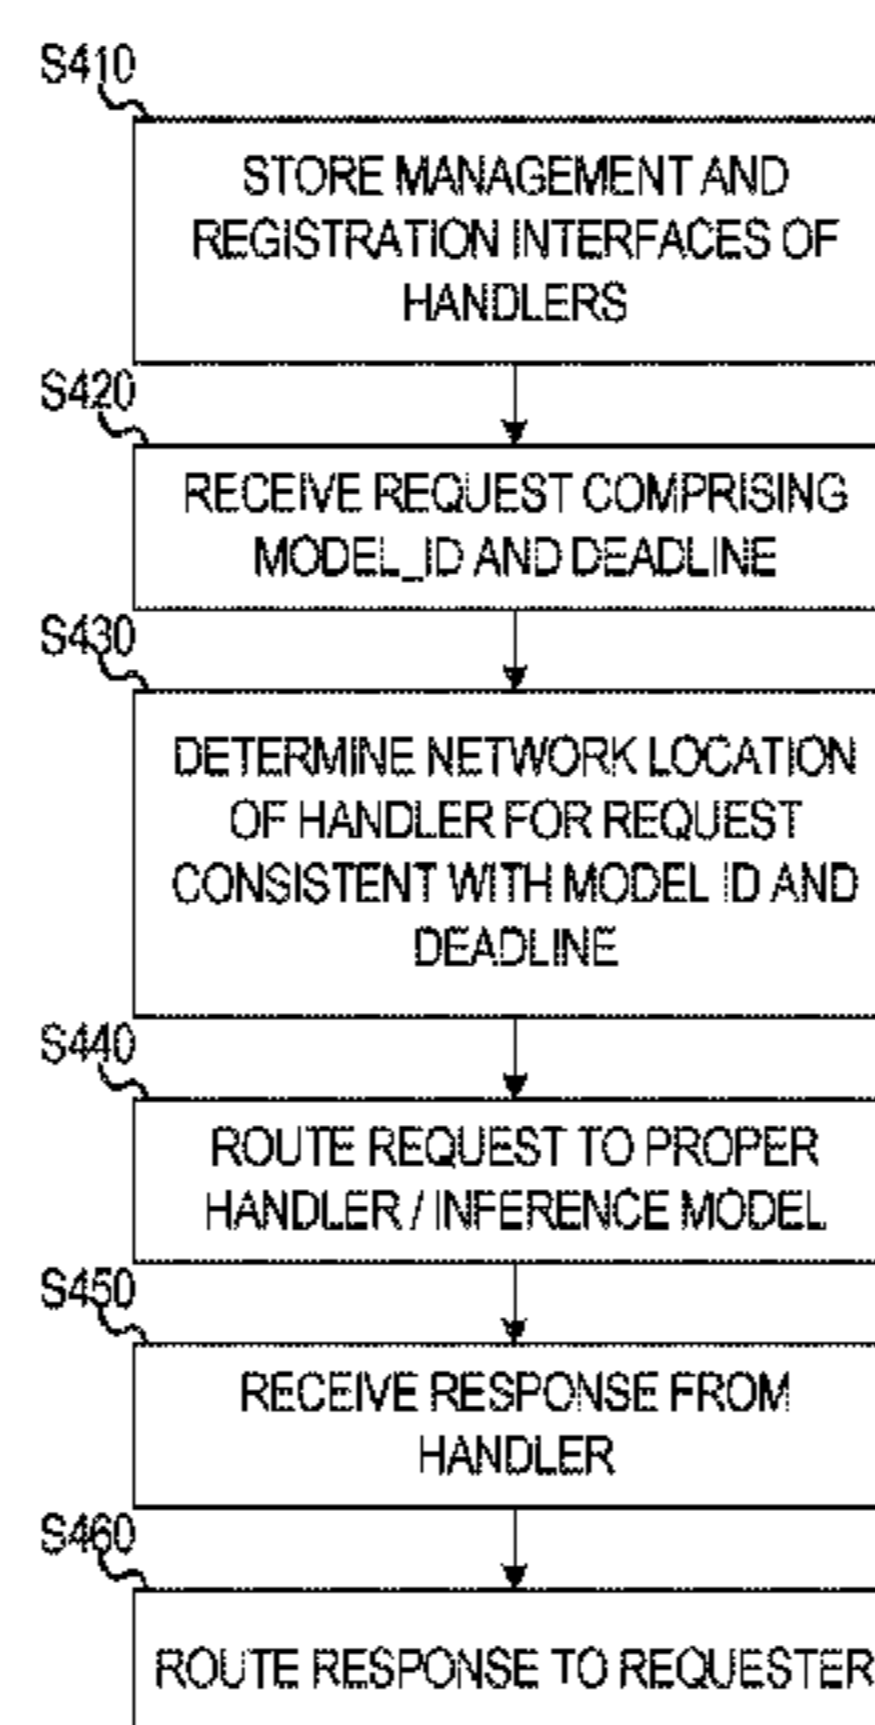 S410
STORE MANAGEMENT AND
REGISTRATION INTERFACES OF
HANDLERS
S420
RECEIVE REQUEST COMPRISING
MODEL_ID AND DEADLINE
S430
DETERMINE NETWORK LOCATION
OF HANDLER FOR REQUEST
CONSISTENT WITH MODEL ID AND
DEADLINE
S440
ROUTE REQUEST TO PROPER
HANDLER / INFERENCE MODEL
S450
RECEIVE RESPONSE FROM
HANDLER
S460
ROUTE RESPONSE TO REQUESTER